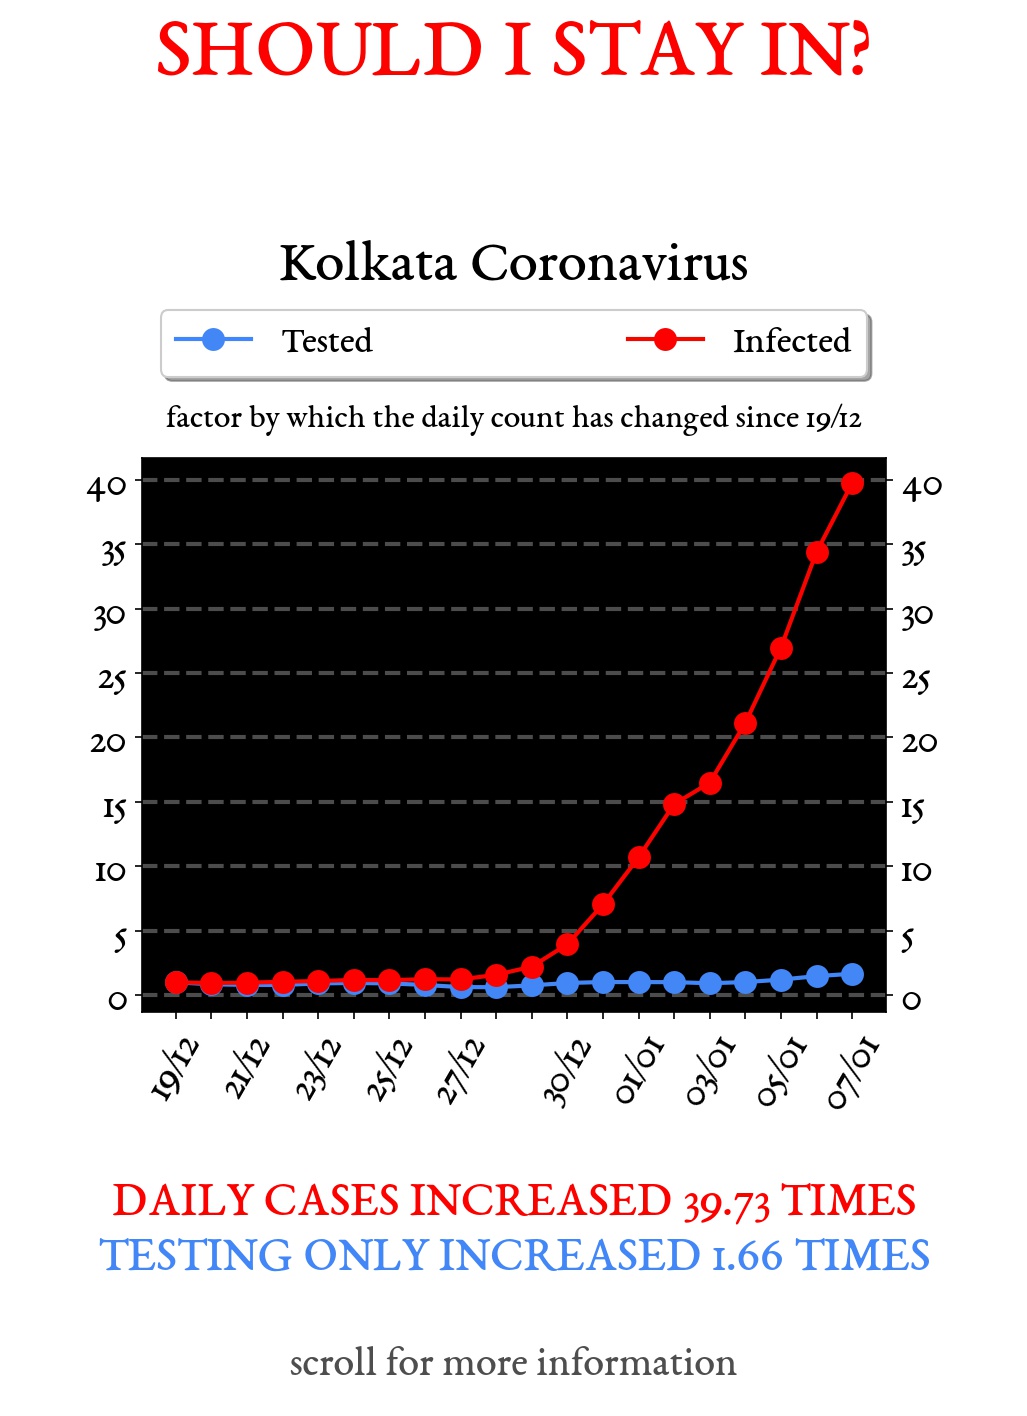 SHOULD I STAY IN?
Kolkata Coronavirus
Tested Infected
factor by which the daily count has changed since 19/12
40 40
35 35
30 30
25 25
20 20
15 15
10 10
5 5
0 0
19/12 21/12 23/12 25/12 27/12 30/12 01/01 03/01 05/01 07/01
DAILY CASES INCREASED 39.73 TIMES
TESTING ONLY INCREASED 1.66 TIMES
scroll for more information